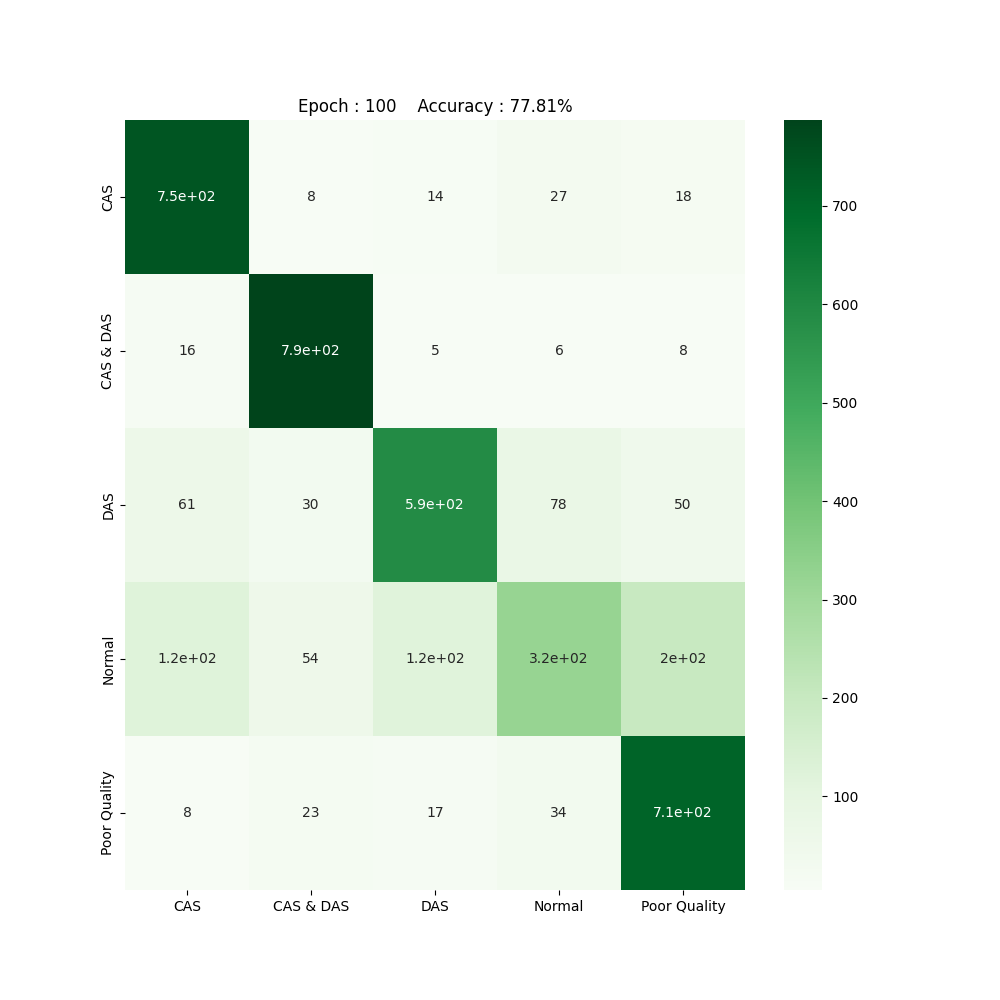 Epoch : 100    Accuracy : 77.81%
CAS 7.5e+02 8 14 27 18
CAS & DAS 16 7.9e+02 5 6 8
DAS 61 30 5.9e+02 78 50
Normal 1.2e+02 54 1.2e+02 3.2e+02 2e+02
Poor Quality 8 23 17 34 7.1e+02
CAS CAS & DAS DAS Normal Poor Quality
700
600
500
400
300
200
100